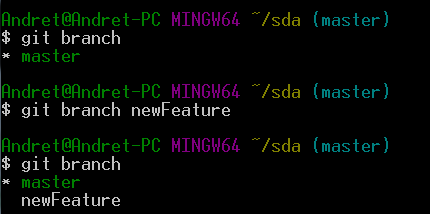 Andret@Andret-PC MINGW64 ~/sda (master)
$ git branch
* master
Andret@Andret-PC MINGW64 ~/sda (master)
$ git branch newFeature
Andret@Andret-PC MINGW64 ~/sda (master)
$ git branch
* master
  newFeature